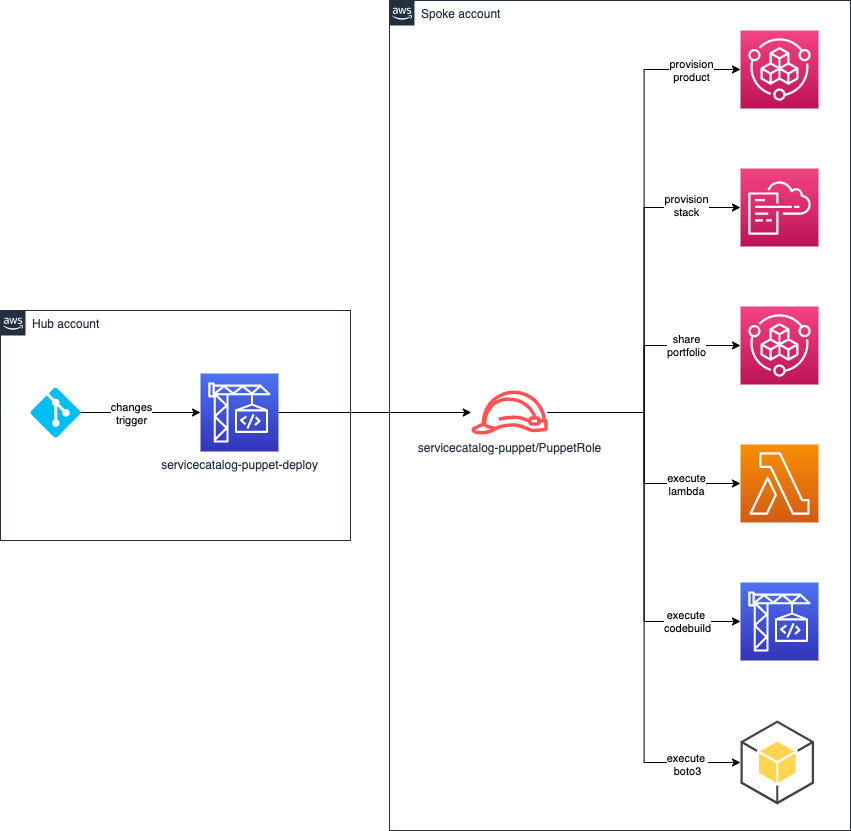 aws
Spoke account
provision
product
provision
stack
aws
Hub account
share
portfolio
changes
trigger
servicecatalog-puppet/PuppetRole
servicecatalog-puppet-deploy
</>
execute
lambda
execute
codebuild
</>
execute
boto3